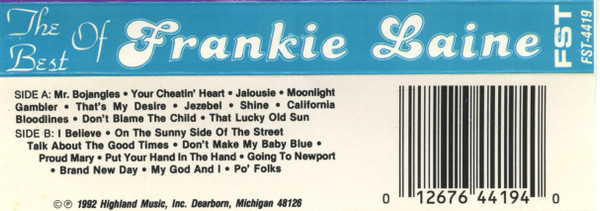 The Best Of Frankie Laine
FST
FST-4419
SIDE A: Mr. Bojangles • Your Cheatin' Heart • Jalousie • Moonlight
Gambler • That's My Desire • Jezebel • Shine • California
Bloodlines • Don't Blame The Child • That Lucky Old Sun
SIDE B: I Believe • On The Sunny Side Of The Street
Talk About The Good Times • Don't Make My Baby Blue •
Proud Mary • Put Your Hand In The Hand • Going To Newport
• Brand New Day • My God And I • Po' Folks
©℗ 1992 Highland Music, Inc. Dearborn, Michigan 48126
0 12676 44194 0